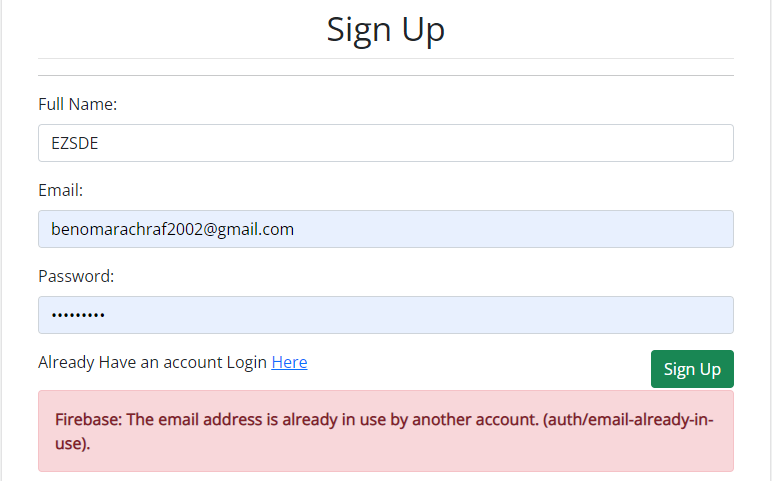 Sign Up
Full Name:
EZSDE
Email:
benomarachraf2002@gmail.com
Password:
•••••••••
Already Have an account Login Here
Sign Up
Firebase: The email address is already in use by another account. (auth/email-already-in-
use).